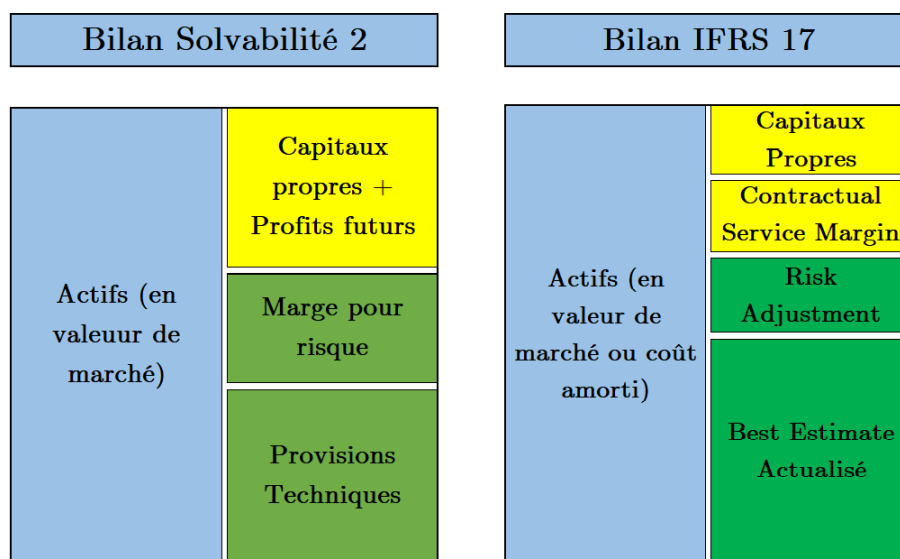 Bilan Solvabilité 2
Actifs (en
valeuur de
marché)
Capitaux
propres +
Profits futurs
Marge pour
risque
Provisions
Techniques
Bilan IFRS 17
Actifs (en
valeur de
marché ou coût
amorti)
Capitaux
Propres
Contractual
Service Margin
Risk
Adjustment
Best Estimate
Actualisé